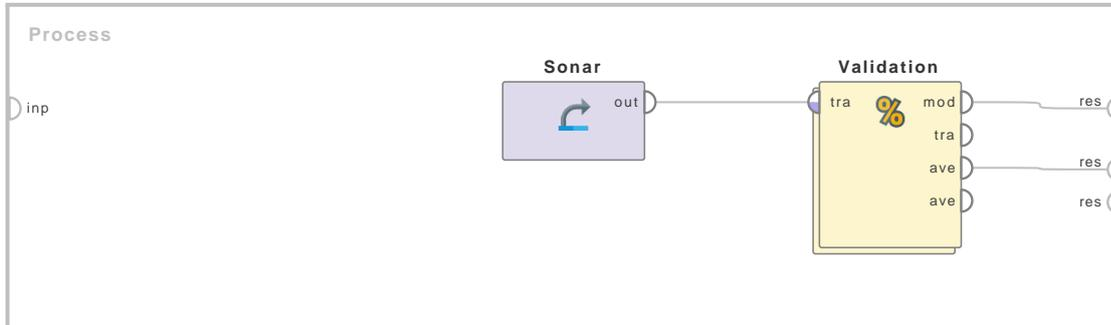 Process
Sonar
Validation
inp
out
tra
%
mod
res
tra
ave
res
ave
res